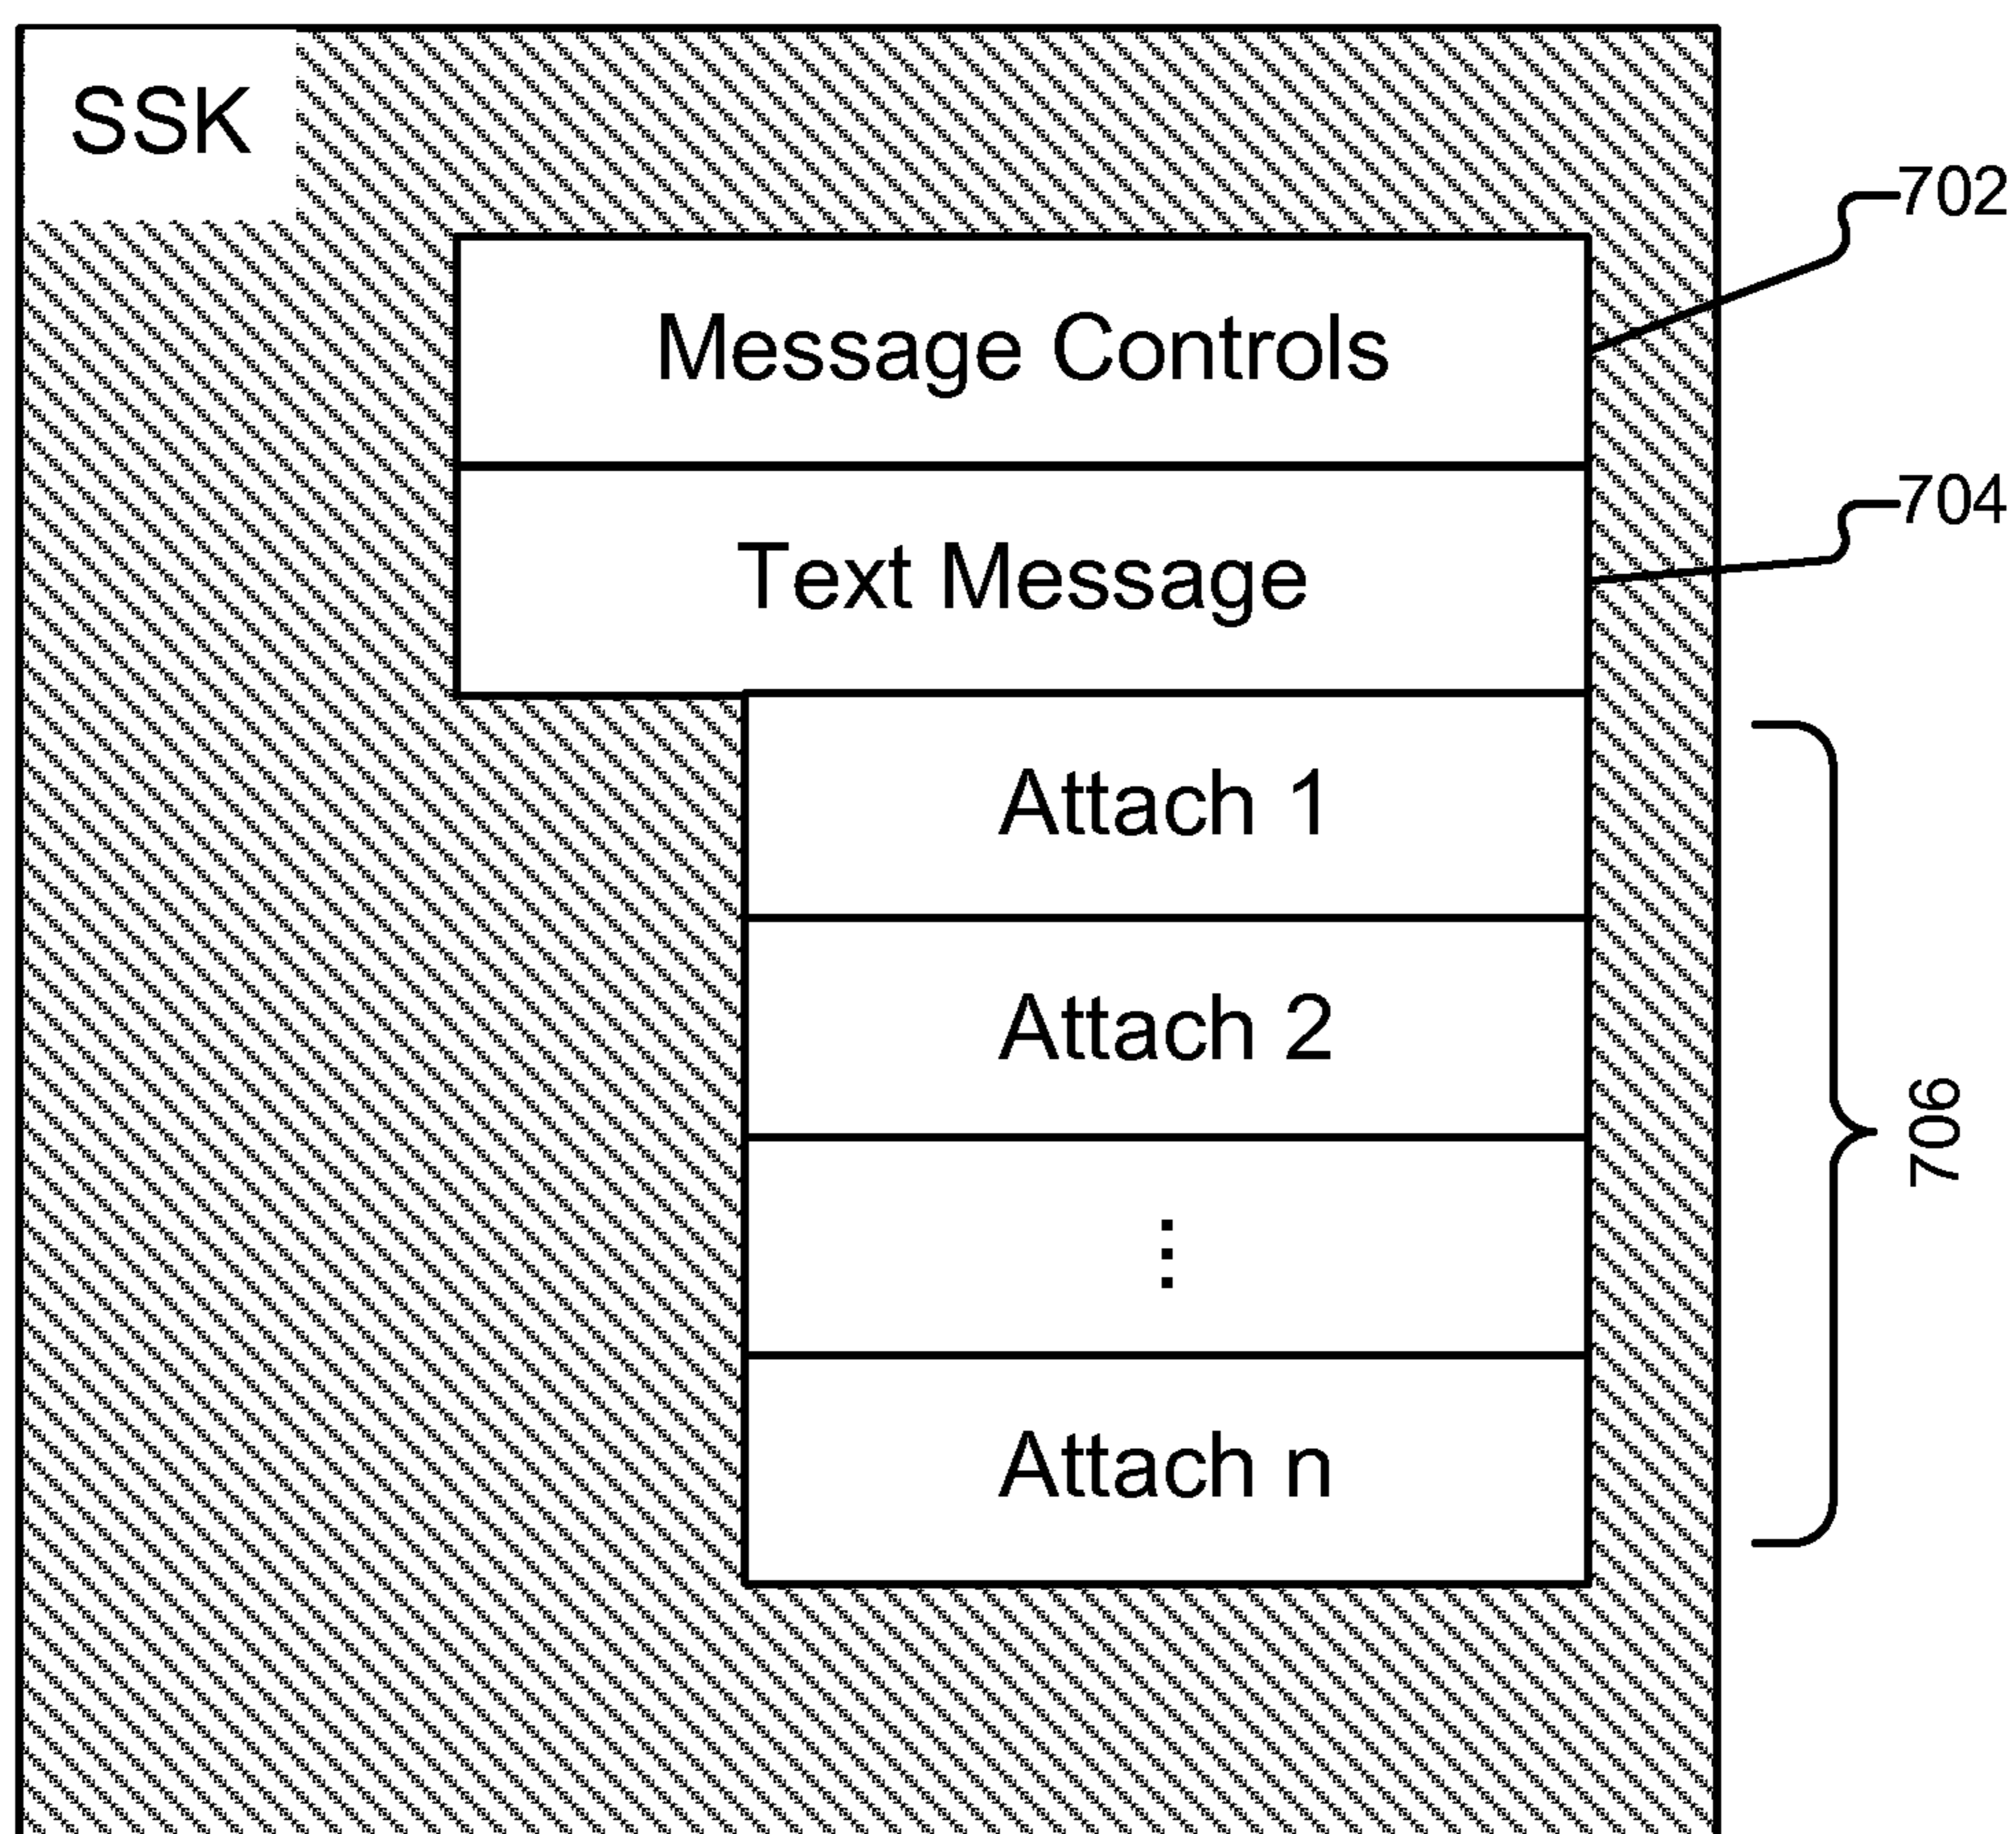 SSK
702
Message Controls
704
Text Message
Attach 1
Attach 2
706
⋮
Attach n